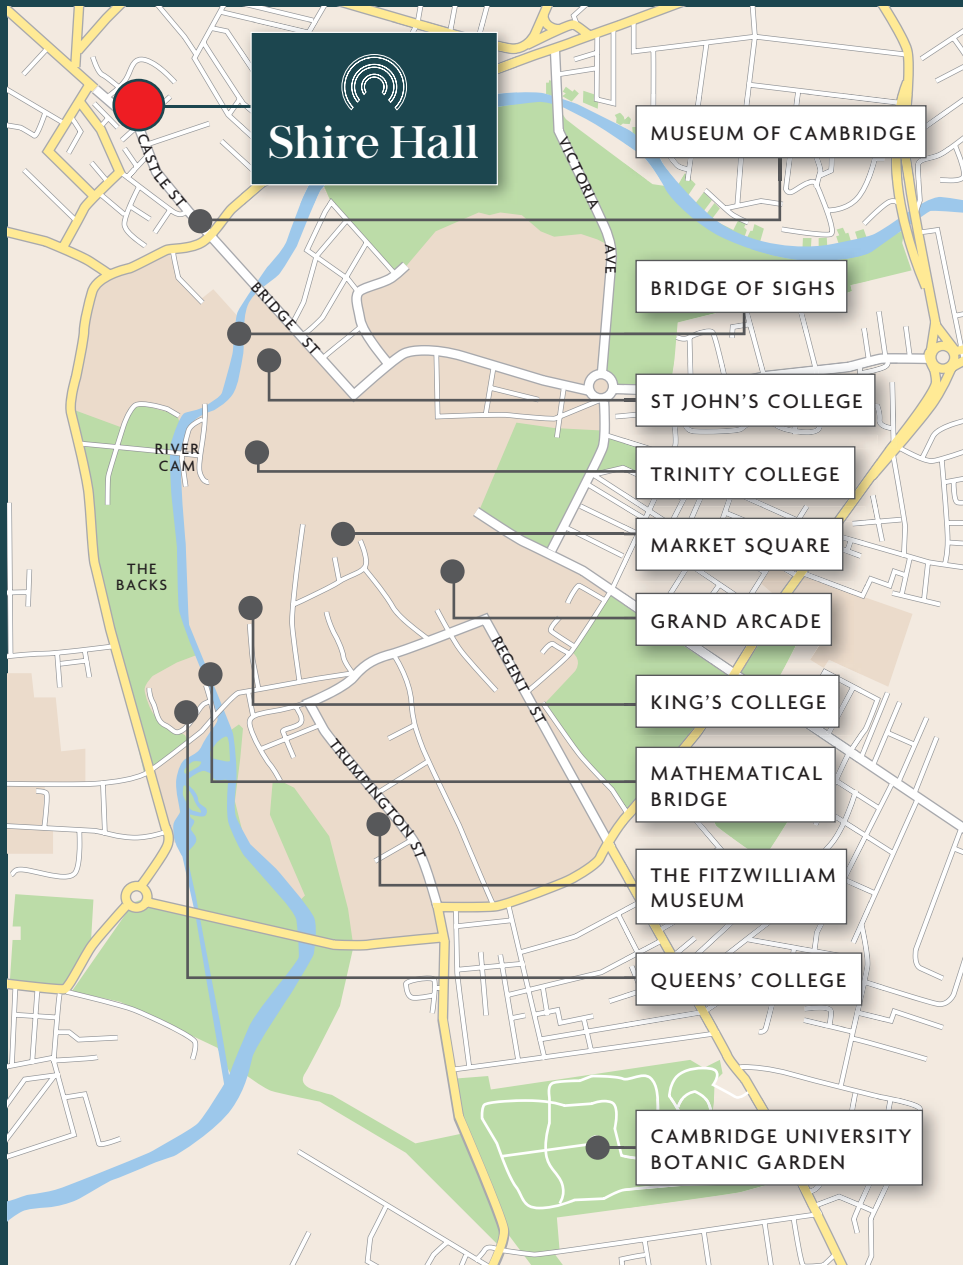 Shire Hall
CASTLE ST
VICTORIA AVE
MUSEUM OF CAMBRIDGE
BRIDGE ST
BRIDGE OF SIGHS
ST JOHN’S COLLEGE
RIVER
CAM
TRINITY COLLEGE
MARKET SQUARE
THE
BACKS
GRAND ARCADE
REGENT ST
KING’S COLLEGE
TRUMPINGTON ST
MATHEMATICAL
BRIDGE
THE FITZWILLIAM
MUSEUM
QUEENS’ COLLEGE
CAMBRIDGE UNIVERSITY
BOTANIC GARDEN